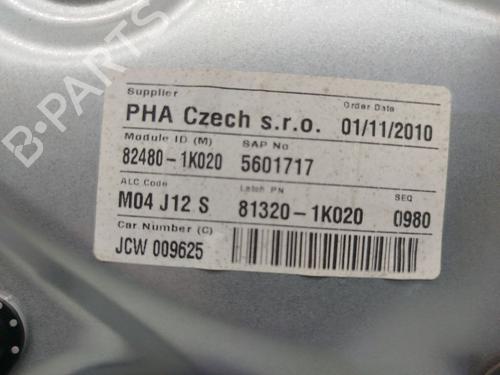 B-PARTS
Supplier
Order Date
PHA Czech s.r.o. 01/11/2010
Module ID (M) SAP No
82480-1K020 5601717
ALC Code Latch PN SEQ
M04 J12 S 81320-1K020 0980
Car Number (C)
JCW 009625